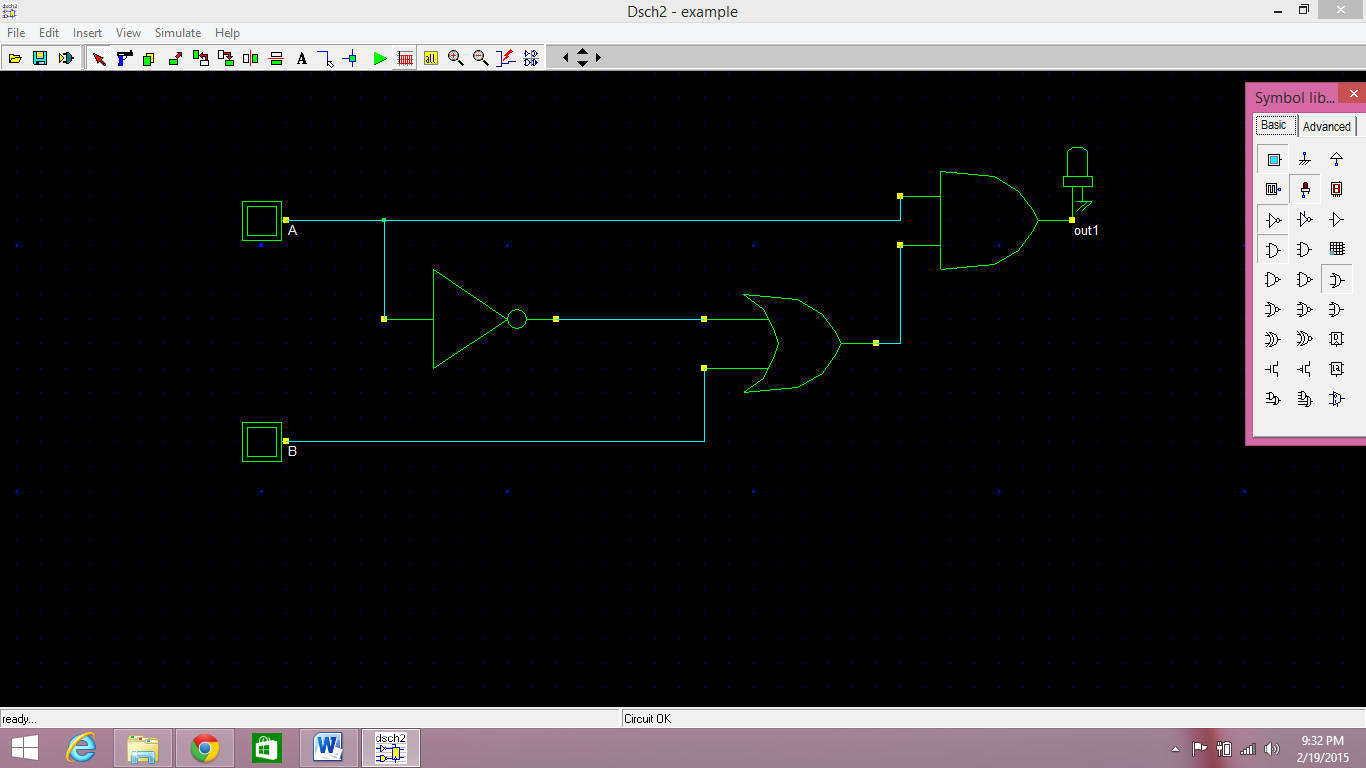 dsch2
Dsch2 - example
File Edit Insert View Simulate Help
Symbol lib...
Basic Advanced
A
out1
B
ready...
Circuit OK
dsch2
9:32 PM
2/19/2015